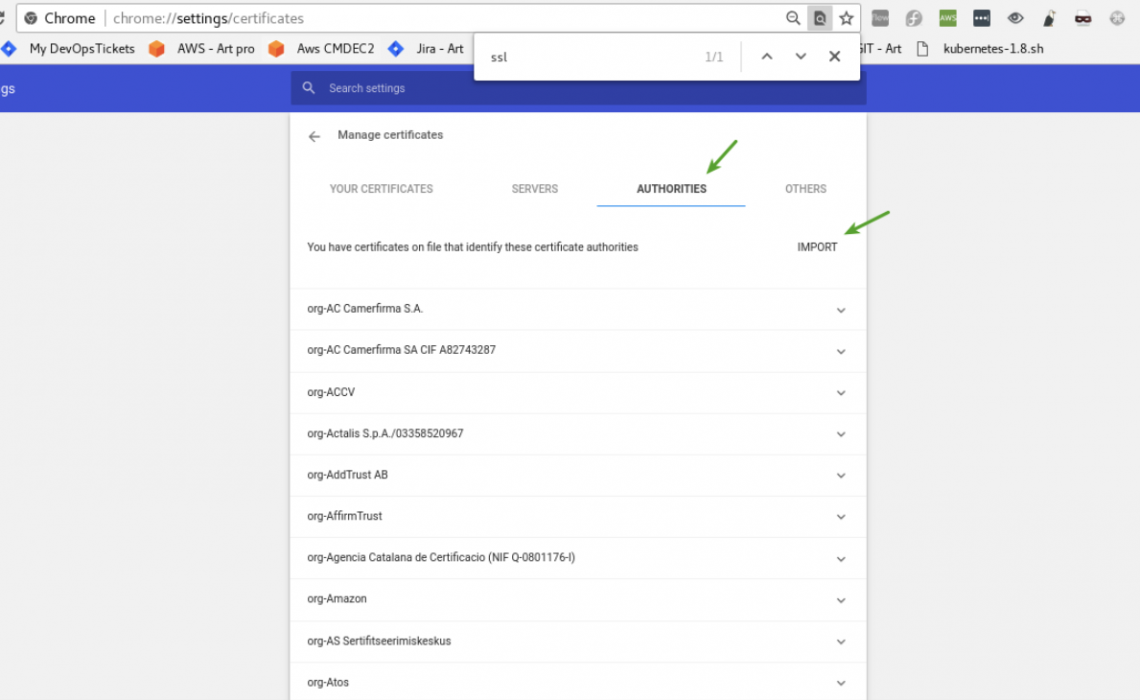 Chrome
chrome://settings/certificates
AWS
My DevOpsTickets
AWS - Art pro
Aws CMDEC2
Jira - Art
GIT - Art
kubernetes-1.8.sh
ssl
1/1
gs
Search settings
Manage certificates
YOUR CERTIFICATES
SERVERS
AUTHORITIES
OTHERS
You have certificates on file that identify these certificate authorities
IMPORT
org-AC Camerfirma S.A.
org-AC Camerfirma SA CIF A82743287
org-ACCV
org-Actalis S.p.A./03358520967
org-AddTrust AB
org-AffirmTrust
org-Agencia Catalana de Certificacio (NIF Q-0801176-I)
org-Amazon
org-AS Sertifitseerimiskeskus
org-Atos